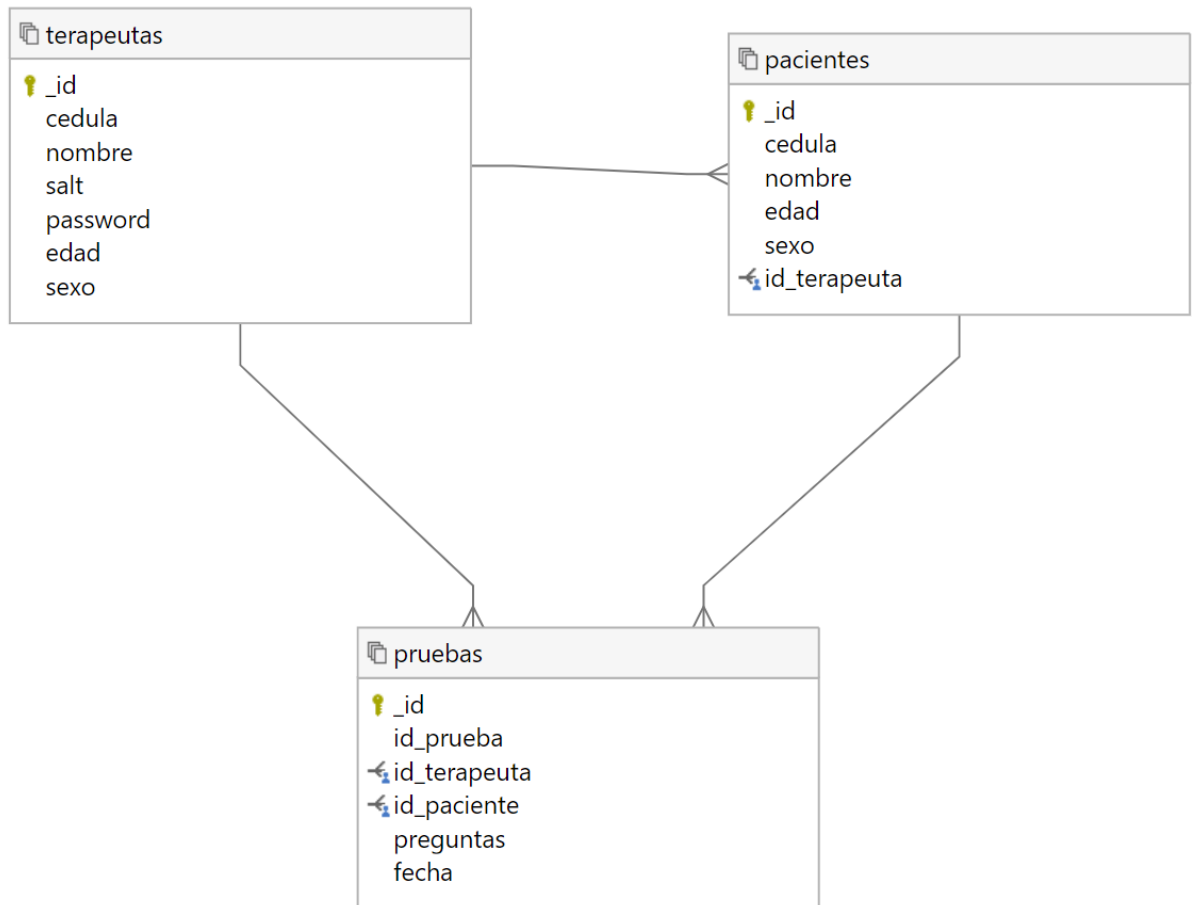 terapeutas
_id
cedula
nombre
salt
password
edad
sexo
pacientes
_id
cedula
nombre
edad
sexo
id_terapeuta
pruebas
_id
id_prueba
id_terapeuta
id_paciente
preguntas
fecha